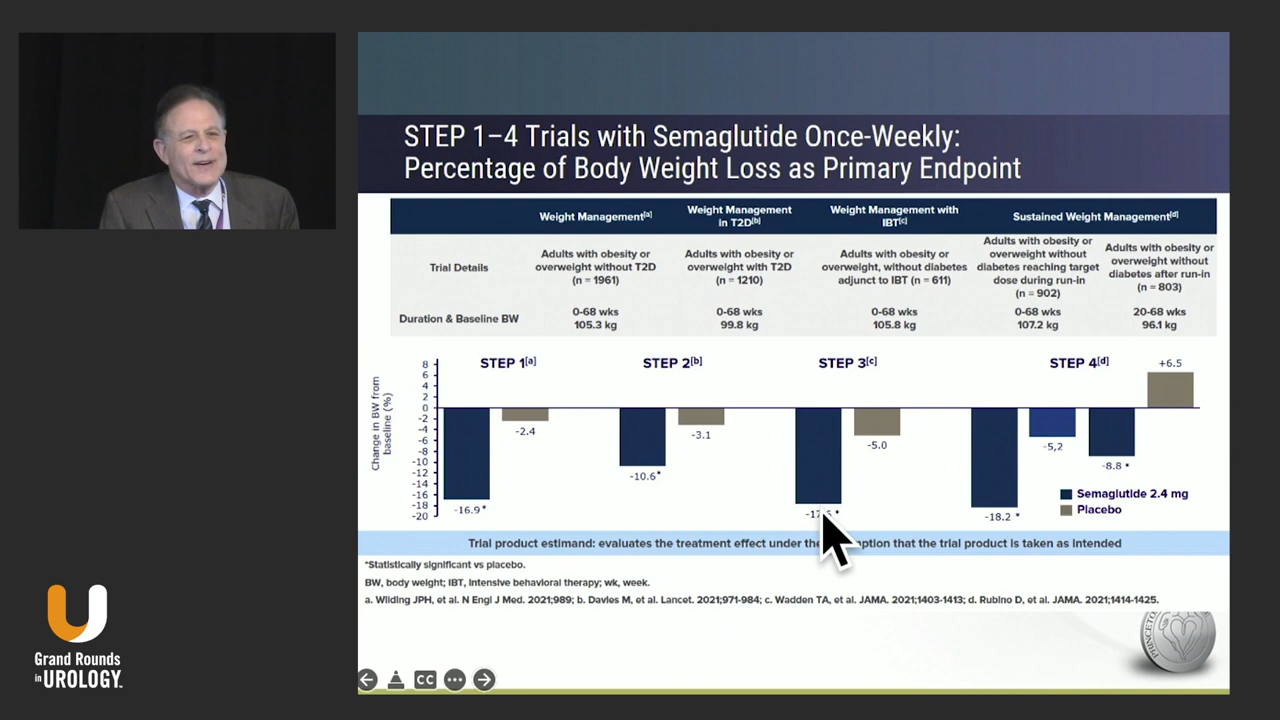 STEP 1–4 Trials with Semaglutide Once-Weekly:
Percentage of Body Weight Loss as Primary Endpoint
Weight Management[a]
Weight Management
in T2D[b]
Weight Management with
IBT[c]
Sustained Weight Management[d]
Trial Details
Adults with obesity or
overweight without T2D
(n = 1961)
Adults with obesity or
overweight with T2D
(n = 1210)
Adults with obesity or
overweight, without diabetes
adjunct to IBT (n = 611)
Adults with obesity or
overweight without
diabetes reaching target
dose during run-in
(n = 902)
Adults with obesity or
overweight without
diabetes after run-in
(n = 803)
Duration & Baseline BW
0-68 wks
105.3 kg
0-68 wks
99.8 kg
0-68 wks
105.8 kg
0-68 wks
107.2 kg
20-68 wks
96.1 kg
Change in BW from
baseline (%)
8
6
4
2
0
-2
-4
-6
-8
-10
-12
-14
-16
-18
-20
STEP 1[a]
-16.9*
-2.4
STEP 2[b]
-10.6*
-3.1
STEP 3[c]
-5.0
STEP 4[d]
-18.2 *
-5,2
-8.8 *
+6.5
Semaglutide 2.4 mg
Placebo
Trial product estimand: evaluates the treatment effect under the that the trial product is taken as intended
*Statistically significant vs placebo.
BW, body weight; IBT, intensive behavioral therapy; wk, week.
a. Wilding JPH, et al. N Engl J Med. 2021;989; b. Davies M, et al. Lancet. 2021;971-984; c. Wadden TA, et al. JAMA. 2021;1403-1413; d. Rubino D, et al. JAMA. 2021;1414-1425.
CC
Grand Rounds
in UROLOGY